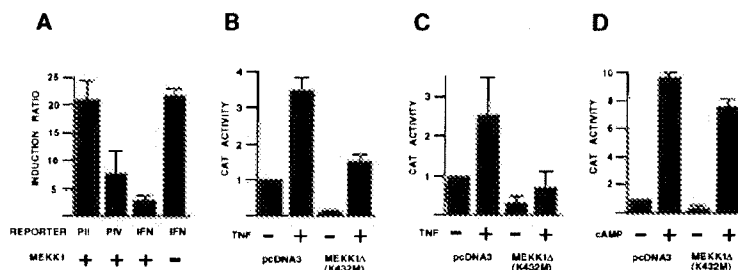 A
B
C
D
INDUCTION RATIO
25
20
15
10
5
REPORTER PII PIV IFN IFN
MEKK1 + + + −
CAT ACTIVITY
4
3
2
1
TNF − + − +
pcDNA3 MEKK1Δ
(K432M)
CAT ACTIVITY
3
2
1
TNF − + − +
pcDNA3 MEKK1Δ
(K432M)
CAT ACTIVITY
10
8
6
4
2
cAMP − + − +
pcDNA3 MEKK1Δ
(K432M)